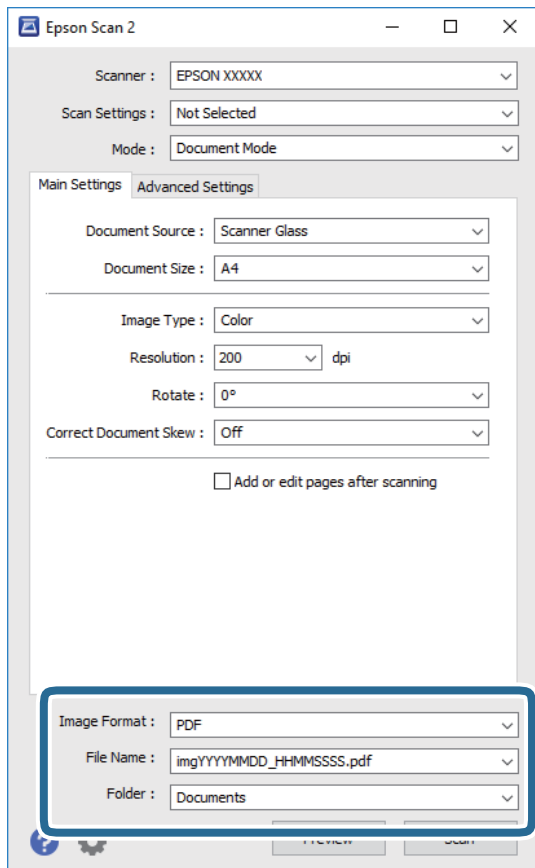 Epson Scan 2
Scanner : EPSON XXXXX
Scan Settings : Not Selected
Mode : Document Mode
Main Settings Advanced Settings
Document Source : Scanner Glass
Document Size : A4
Image Type : Color
Resolution : 200 dpi
Rotate : 0°
Correct Document Skew : Off
Add or edit pages after scanning
Image Format : PDF
File Name : imgYYYYMMDD_HHMMSSSS.pdf
Folder : Documents
? Preview Scan